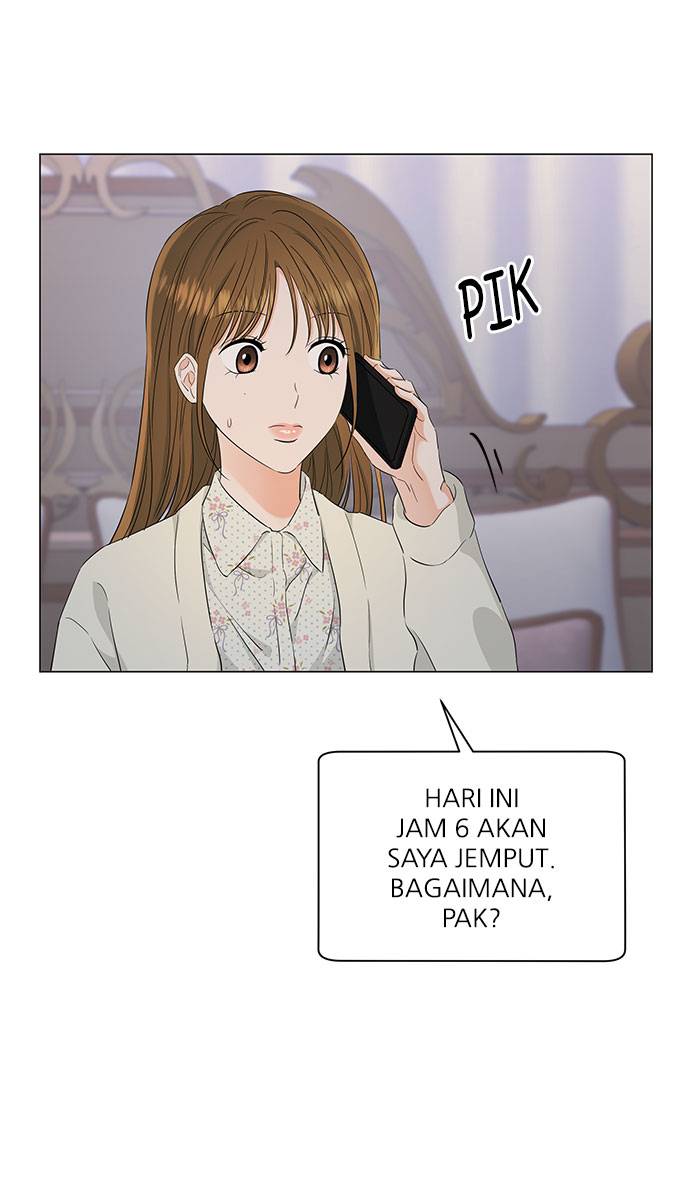 PIK
HARI INI
JAM 6 AKAN
SAYA JEMPUT.
BAGAIMANA,
PAK?